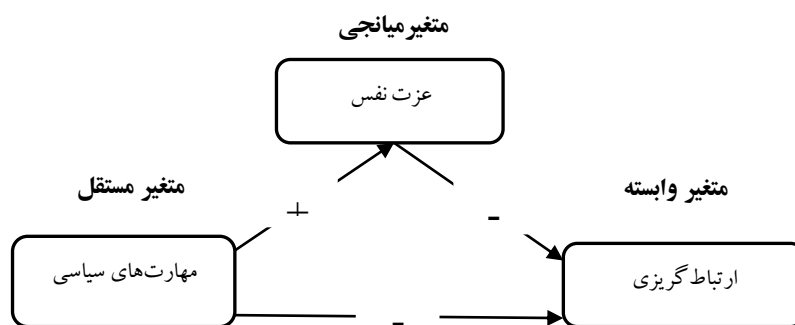 متغیر میانجی
عزت نفس
متغیر مستقل
متغیر وابسته
+
-
مهارت‌های سیاسی
ارتباط گریزی
-